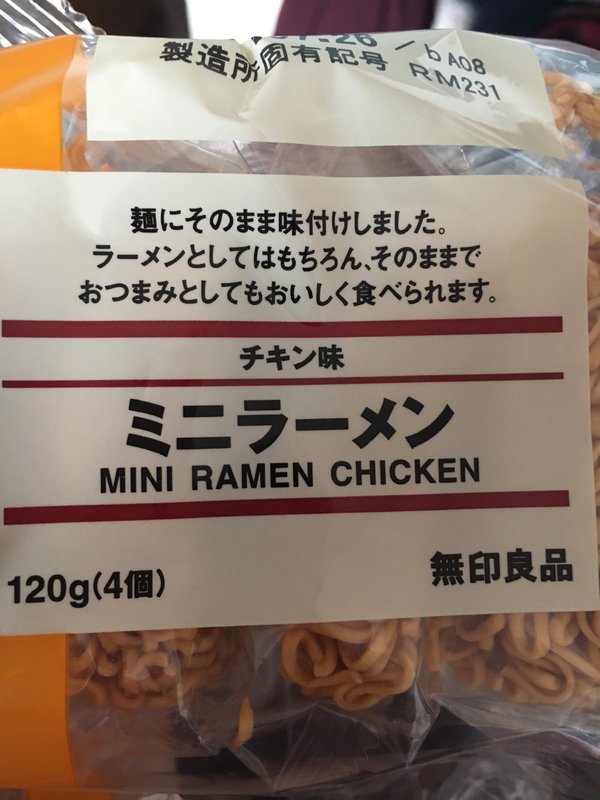 / bA08
製造所固有記号 RM231
麺にそのまま味付けしました。
ラーメンとしてはもちろん、そのままで
おつまみとしてもおいしく食べられます。
チキン味
ミニラーメン
MINI RAMEN CHICKEN
120g(4個)
無印良品